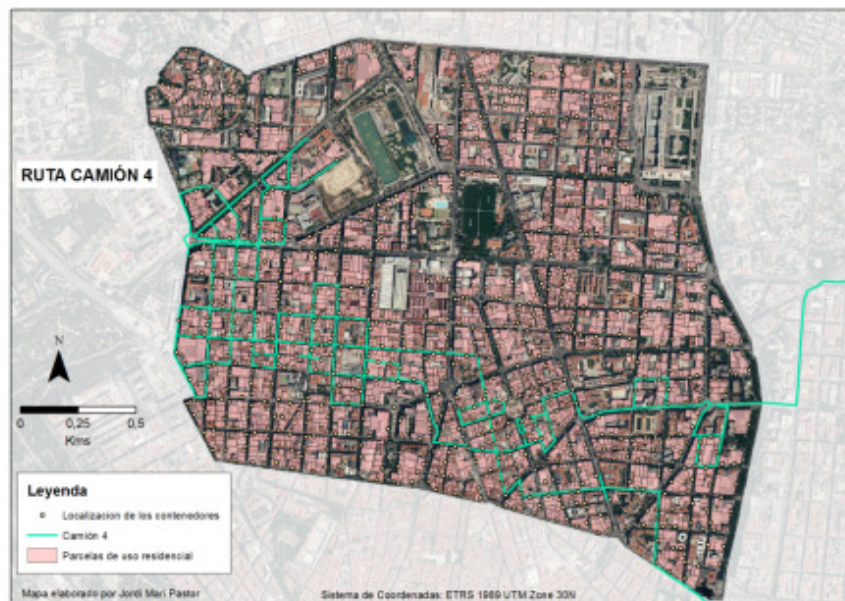 RUTA CAMIÓN 4
N
0 0,25 0,5
Kms
Leyenda
Localizacion de los contenedores
Camión 4
Parcelas de uso residencial
Mapa elaborado por Jordi Mari Pastor
Sistema de Coordenadas: ETRS 1989 UTM Zone 30N